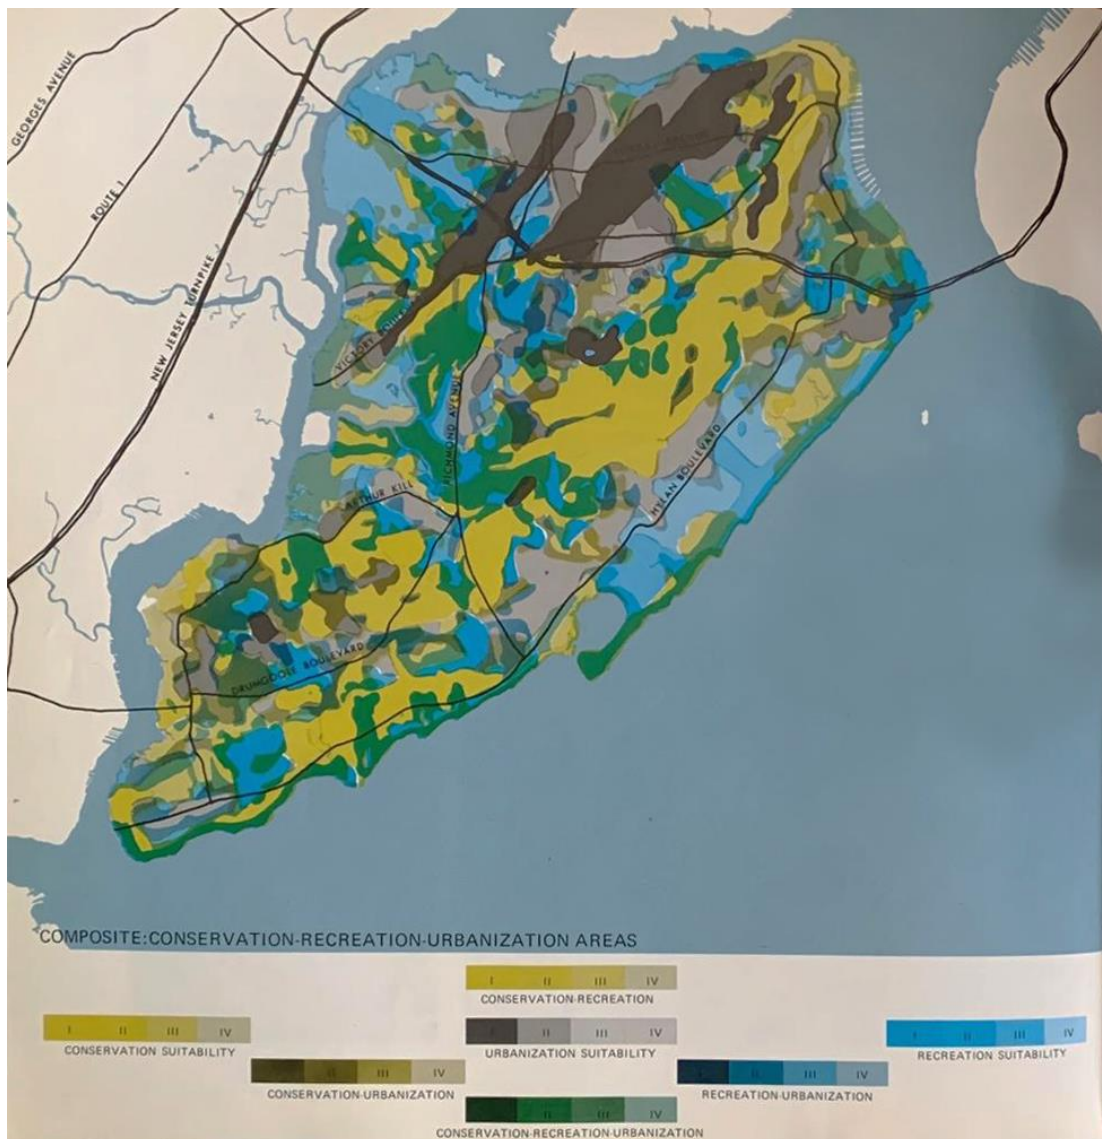 GEORGES AVENUE
ROUTE 1
NEW JERSEY TURNPIKE
VICTORY
RICHMOND AVENUE
ARTHUR KILL
HYLAN BOULEVARD
DRUMGOOLE BOULEVARD
COMPOSITE:CONSERVATION-RECREATION-URBANIZATION AREAS
I II III IV
CONSERVATION-RECREATION
I II III IV
CONSERVATION SUITABILITY
II III IV
URBANIZATION SUITABILITY
I II III IV
RECREATION SUITABILITY
II III IV
CONSERVATION-URBANIZATION
I II III IV
RECREATION-URBANIZATION
I II III IV
CONSERVATION-RECREATION-URBANIZATION